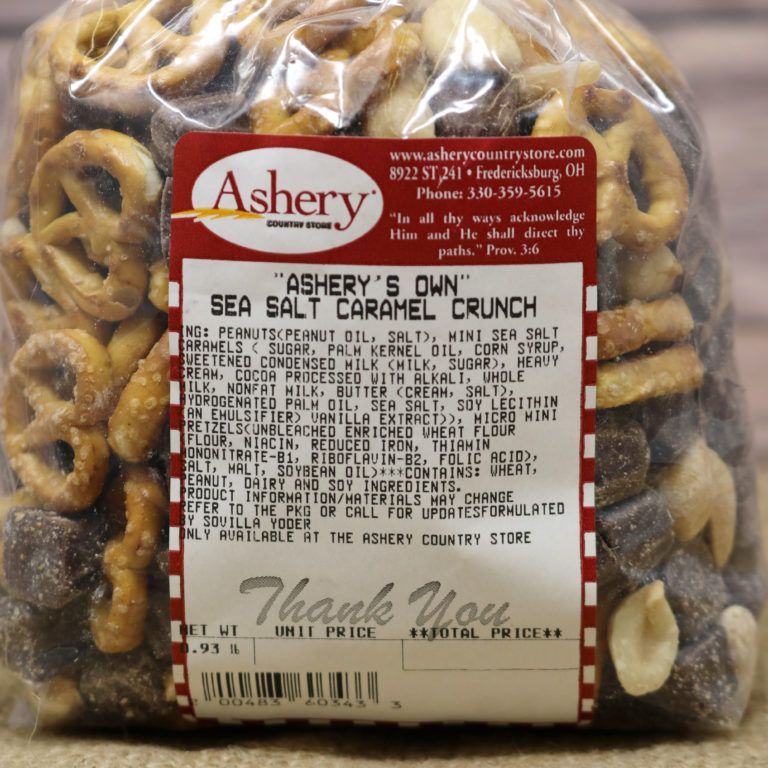 Ashery
COUNTRY STORE
www.asherycountrystore.com
8922 ST 241 • Fredericksburg, OH
Phone: 330-359-5615
"In all thy ways acknowledge
Him and He shall direct thy
paths." Prov. 3:6
"ASHERY'S OWN"
SEA SALT CARAMEL CRUNCH
ING: PEANUTS(PEANUT OIL, SALT), MINI SEA SALT
CARAMELS ( SUGAR, PALM KERNEL OIL, CORN SYRUP,
SWEETENED CONDENSED MILK (MILK, SUGAR), HEAVY
CREAM, COCOA PROCESSED WITH ALKALI, WHOLE
MILK, NONFAT MILK, BUTTER (CREAM, SALT),
HYDROGENATED PALM OIL, SEA SALT, SOY LECITHIN
(AN EMULSIFIER) VANILLA EXTRACT)), MICRO MINI
PRETZELS(UNBLEACHED ENRICHED WHEAT FLOUR
(FLOUR, NIACIN, REDUCED IRON, THIAMIN
MONONITRATE-B1, RIBOFLAVIN-B2, FOLIC ACID),
SALT, MALT, SOYBEAN OIL)***CONTAINS: WHEAT,
PEANUT, DAIRY AND SOY INGREDIENTS.
PRODUCT INFORMATION/MATERIALS MAY CHANGE
REFER TO THE PKG OR CALL FOR UPDATESFORMULATED
BY SOVILLA YODER
ONLY AVAILABLE AT THE ASHERY COUNTRY STORE
Thank You
NET WT UNIT PRICE **TOTAL PRICE**
0.93 lb
00483 60343 3